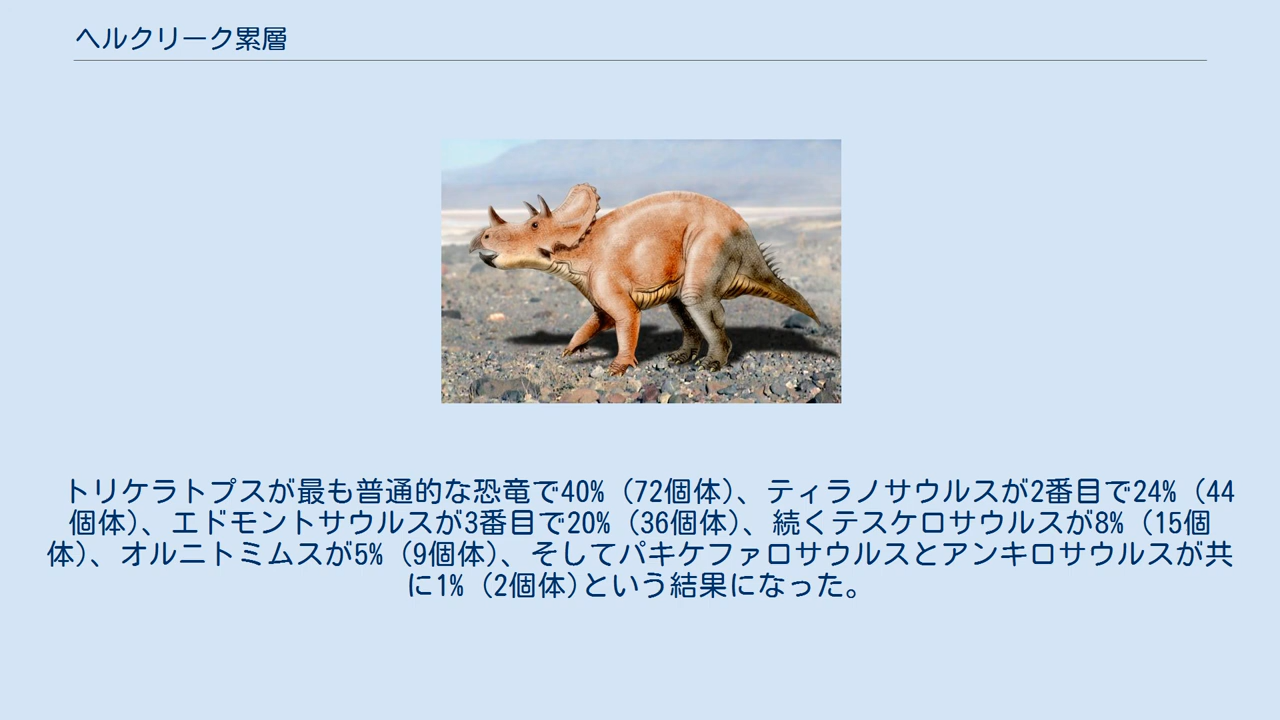 ヘルクリーク累層
トリケラトプスが最も普通的な恐竜で40%（72個体)、ティラノサウルスが2番目で24%（44
個体)、エドモントサウルスが3番目で20%（36個体)、続くテスケロサウルスが8%（15個
体)、オルニトミムスが5%（9個体)、そしてパキケファロサウルスとアンキロサウルスが共
に1%（2個体)という結果になった。